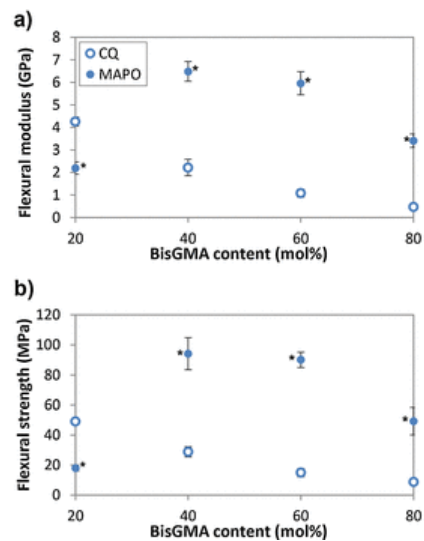 a)
8
7
6
5
4
3
2
1
0
Flexural modulus (GPa)
CQ
MAPO
*
*
*
*
20 40 60 80
BisGMA content (mol%)
b)
120
100
80
60
40
20
0
Flexural strength (MPa)
*
*
*
*
20 40 60 80
BisGMA content (mol%)